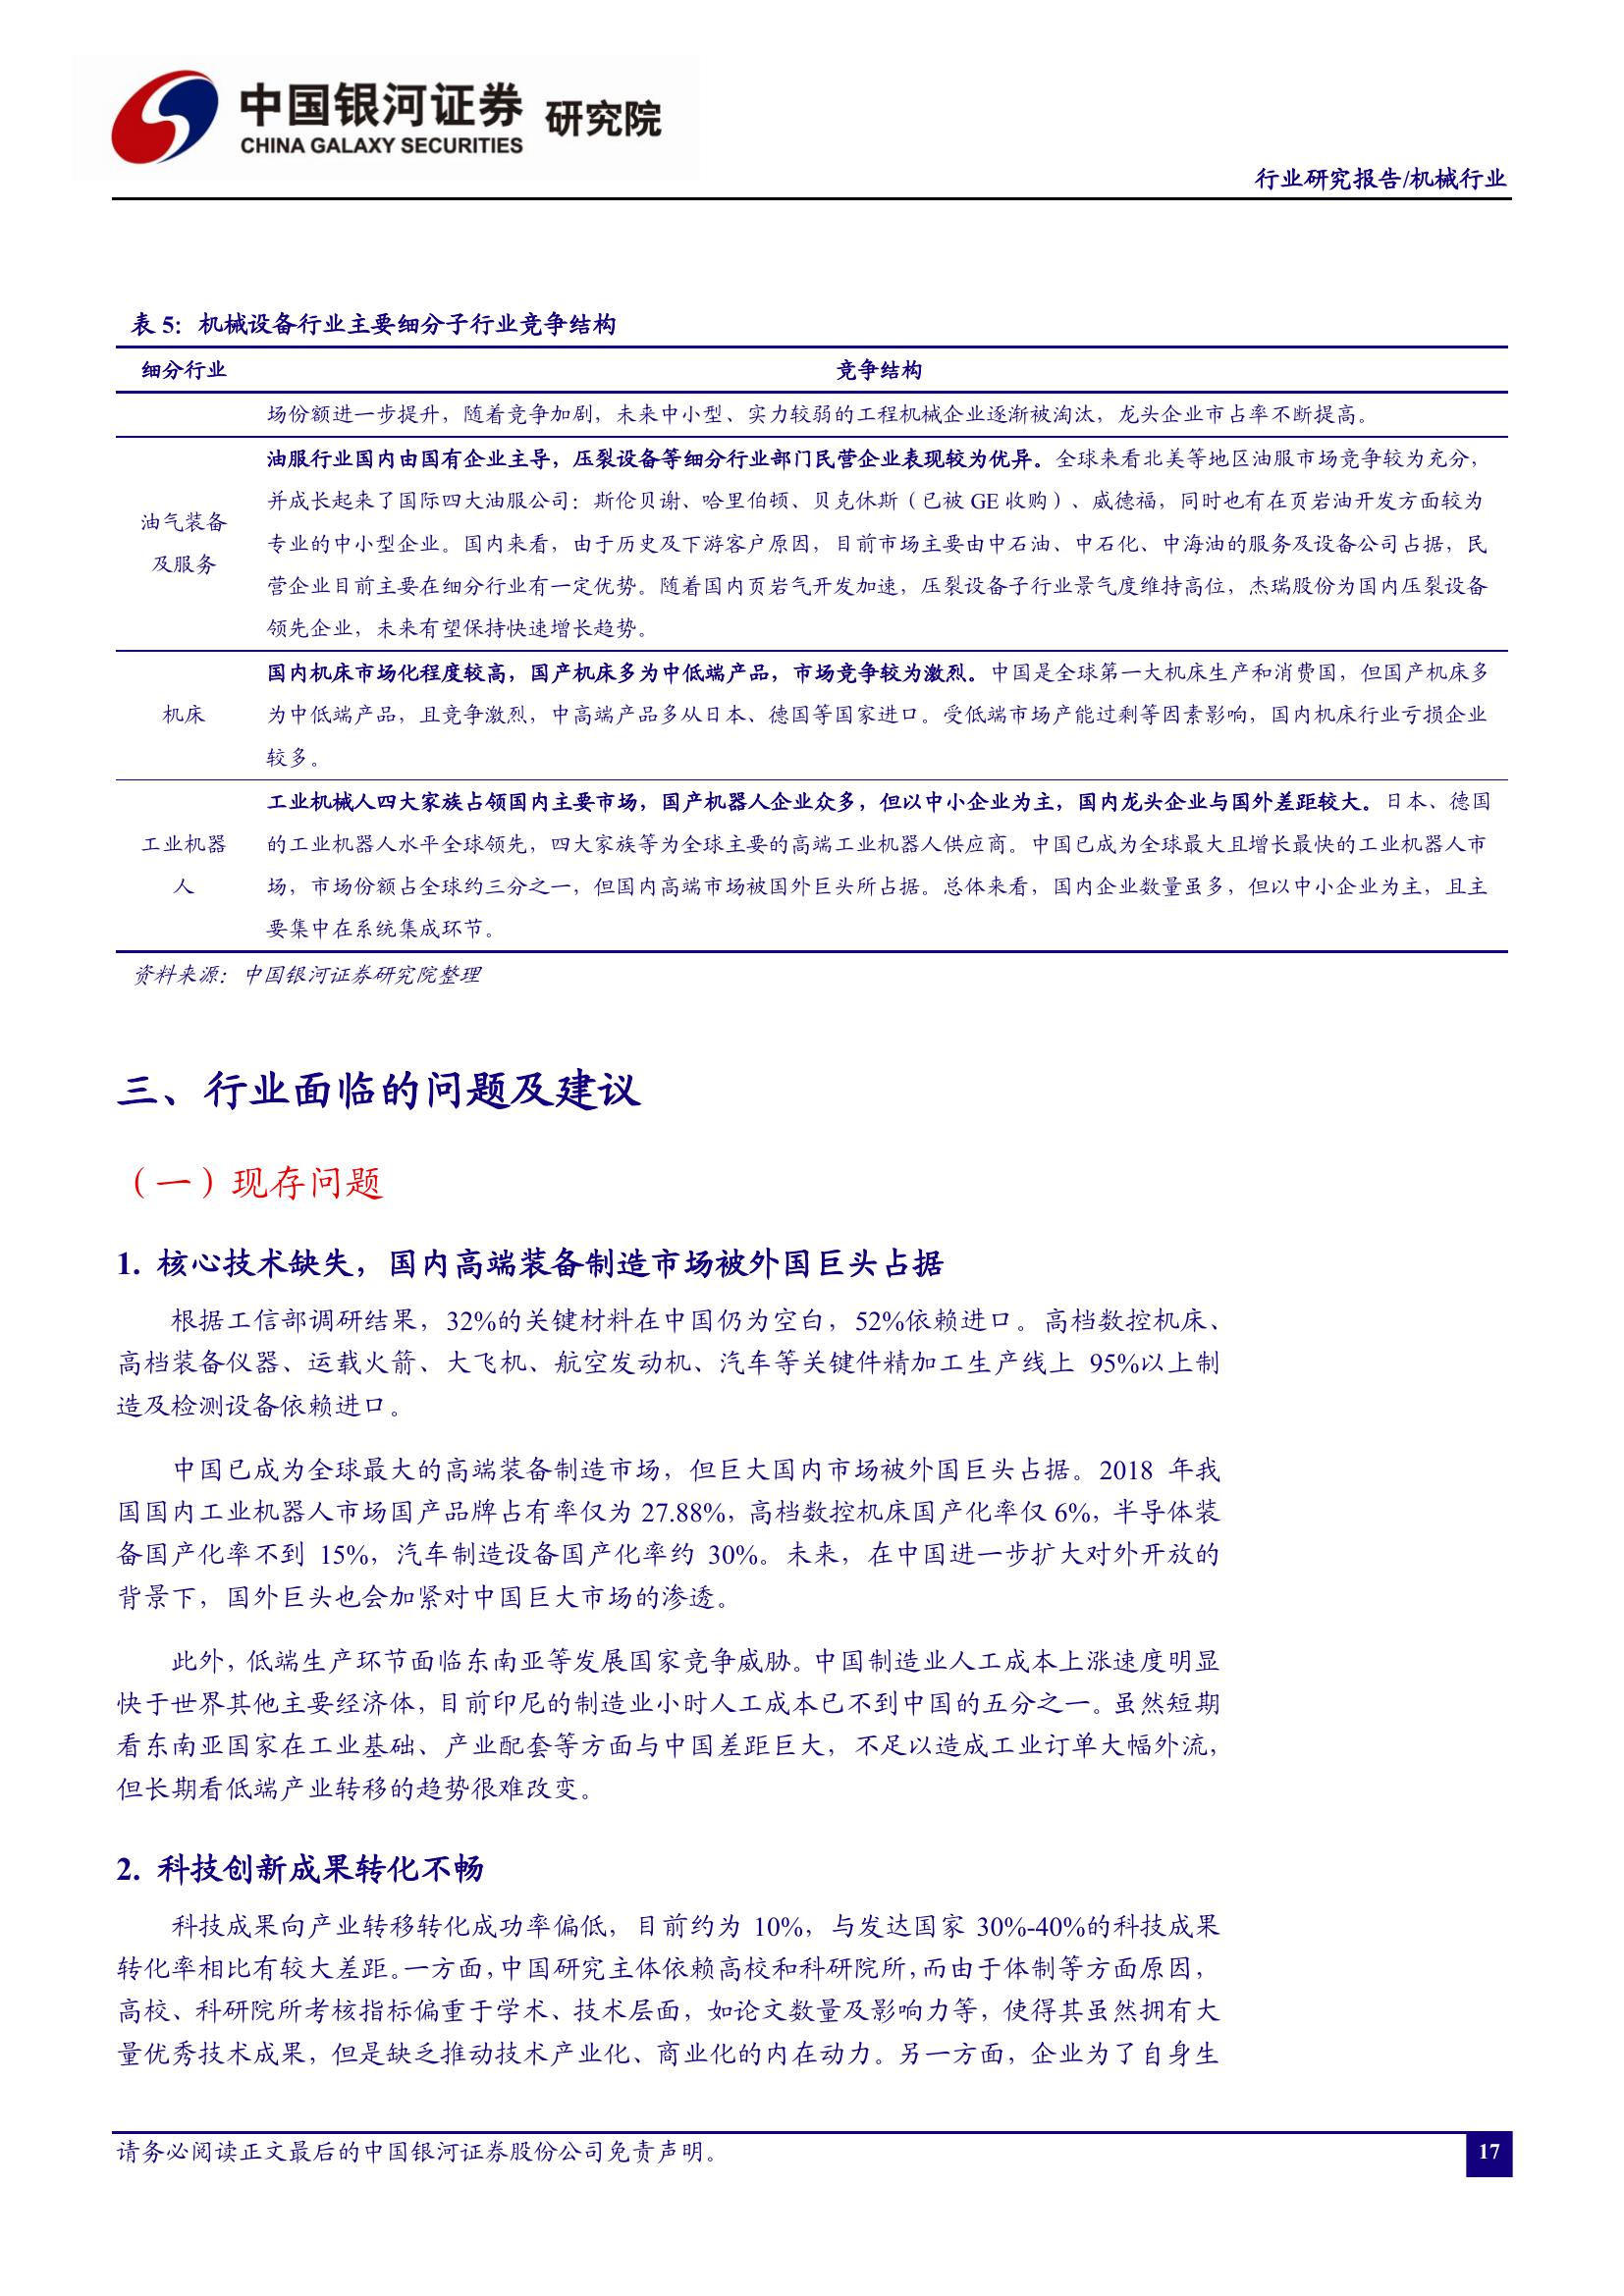 中国银河证券 研究院
CHINA GALAXY SECURITIES
行业研究报告/机械行业
表 5：机械设备行业主要细分子行业竞争结构
细分行业 竞争结构
场份额进一步提升，随着竞争加剧，未来中小型、实力较弱的工程机械企业逐渐被淘汰，龙头企业市占率不断提高。
油气装备
及服务
油服行业国内由国有企业主导，压裂设备等细分行业部门民营企业表现较为优异。全球来看北美等地区油服市场竞争较为充分，
并成长起来了国际四大油服公司：斯伦贝谢、哈里伯顿、贝克休斯（已被 GE 收购）、威德福，同时也有在页岩油开发方面较为
专业的中小型企业。国内来看，由于历史及下游客户原因，目前市场主要由中石油、中石化、中海油的服务及设备公司占据，民
营企业目前主要在细分行业有一定优势。随着国内页岩气开发加速，压裂设备子行业景气度维持高位，杰瑞股份为国内压裂设备
领先企业，未来有望保持快速增长趋势。
机床
国内机床市场化程度较高，国产机床多为中低端产品，市场竞争较为激烈。中国是全球第一大机床生产和消费国，但国产机床多
为中低端产品，且竞争激烈，中高端产品多从日本、德国等国家进口。受低端市场产能过剩等因素影响，国内机床行业亏损企业
较多。
工业机器
人
工业机械人四大家族占领国内主要市场，国产机器人企业众多，但以中小企业为主，国内龙头企业与国外差距较大。日本、德国
的工业机器人水平全球领先，四大家族等为全球主要的高端工业机器人供应商。中国已成为全球最大且增长最快的工业机器人市
场，市场份额占全球约三分之一，但国内高端市场被国外巨头所占据。总体来看，国内企业数量虽多，但以中小企业为主，且主
要集中在系统集成环节。
资料来源：中国银河证券研究院整理
三、行业面临的问题及建议
（一）现存问题
1. 核心技术缺失，国内高端装备制造市场被外国巨头占据
根据工信部调研结果，32%的关键材料在中国仍为空白，52%依赖进口。高档数控机床、
高档装备仪器、运载火箭、大飞机、航空发动机、汽车等关键件精加工生产线上 95%以上制
造及检测设备依赖进口。
中国已成为全球最大的高端装备制造市场，但巨大国内市场被外国巨头占据。2018 年我
国国内工业机器人市场国产品牌占有率仅为 27.88%，高档数控机床国产化率仅 6%，半导体装
备国产化率不到 15%，汽车制造设备国产化率约 30%。未来，在中国进一步扩大对外开放的
背景下，国外巨头也会加紧对中国巨大市场的渗透。
此外，低端生产环节面临东南亚等发展国家竞争威胁。中国制造业人工成本上涨速度明显
快于世界其他主要经济体，目前印尼的制造业小时人工成本已不到中国的五分之一。虽然短期
看东南亚国家在工业基础、产业配套等方面与中国差距巨大，不足以造成工业订单大幅外流，
但长期看低端产业转移的趋势很难改变。
2. 科技创新成果转化不畅
科技成果向产业转移转化成功率偏低，目前约为 10%，与发达国家 30%-40%的科技成果
转化率相比有较大差距。一方面，中国研究主体依赖高校和科研院所，而由于体制等方面原因，
高校、科研院所考核指标偏重于学术、技术层面，如论文数量及影响力等，使得其虽然拥有大
量优秀技术成果，但是缺乏推动技术产业化、商业化的内在动力。另一方面，企业为了自身生
请务必阅读正文最后的中国银河证券股份公司免责声明。
17